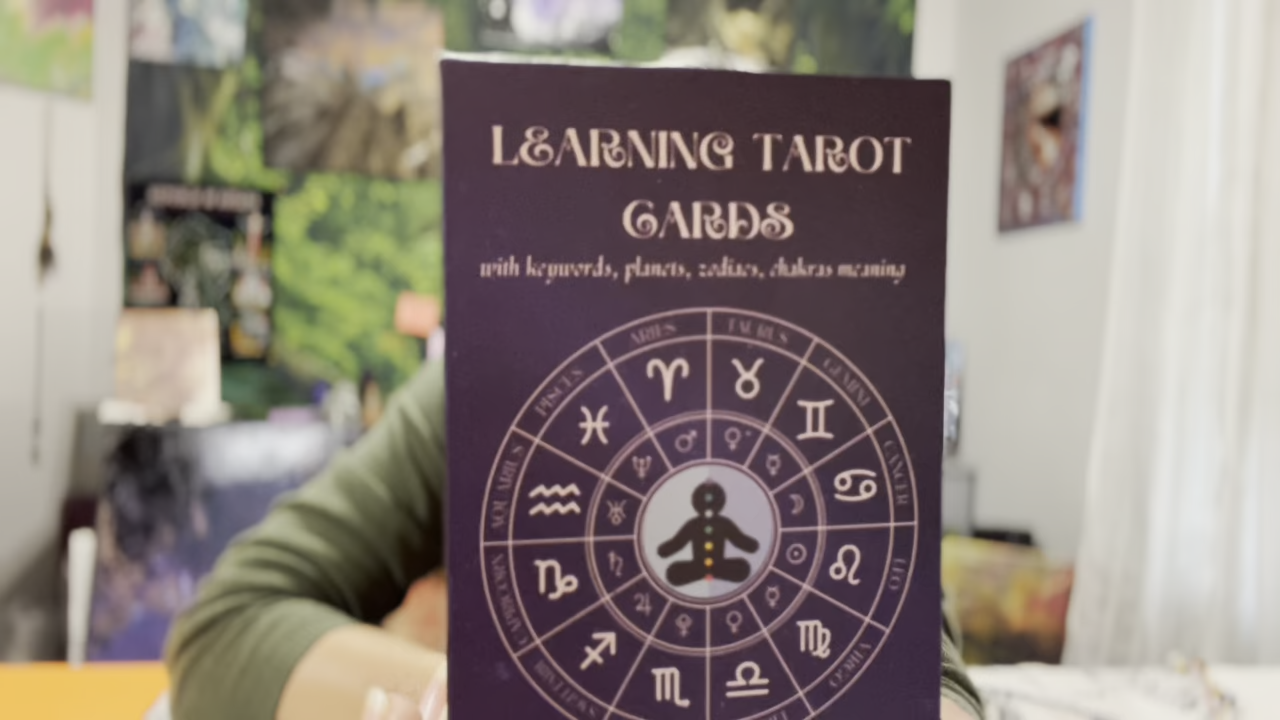 LEARNING TAROT
CARDS
with keywords, planets, zodiacs, chakras meaning
ARIES
TAURUS
GEMINI
CANCER
LEO
VIRGO
CAPRICORN
AQUARIUS
PISCES